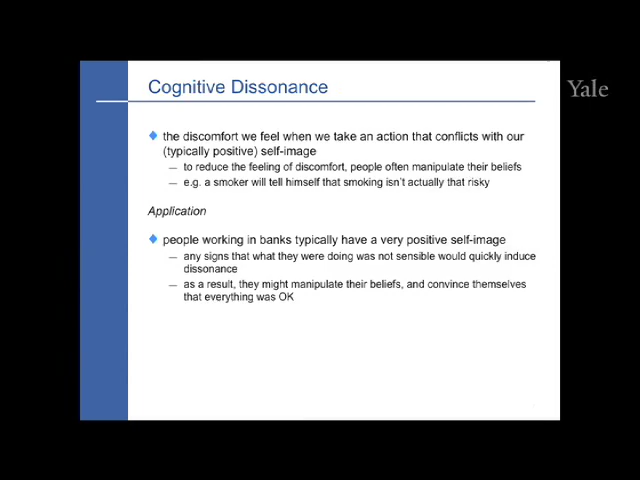 Cognitive Dissonance
Yale
the discomfort we feel when we take an action that conflicts with our
(typically positive) self-image
— to reduce the feeling of discomfort, people often manipulate their beliefs
— e.g. a smoker will tell himself that smoking isn't actually that risky
Application
people working in banks typically have a very positive self-image
— any signs that what they were doing was not sensible would quickly induce
dissonance
— as a result, they might manipulate their beliefs, and convince themselves
that everything was OK